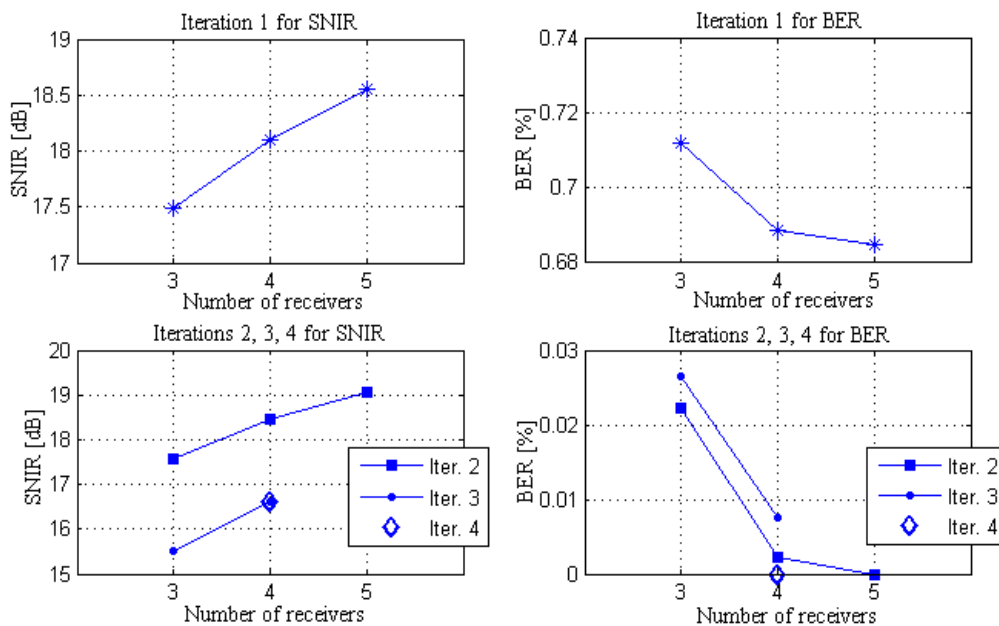 Iteration 1 for SNIR
19
18.5
18
17.5
17
SNIR [dB]
3 4 5
Number of receivers
Iteration 1 for BER
0.74
0.72
0.7
0.68
BER [%]
3 4 5
Number of receivers
Iterations 2, 3, 4 for SNIR
20
19
18
17
16
15
SNIR [dB]
3 4 5
Number of receivers
Iter. 2
Iter. 3
Iter. 4
Iterations 2, 3, 4 for BER
0.03
0.02
0.01
0
BER [%]
3 4 5
Number of receivers
Iter. 2
Iter. 3
Iter. 4